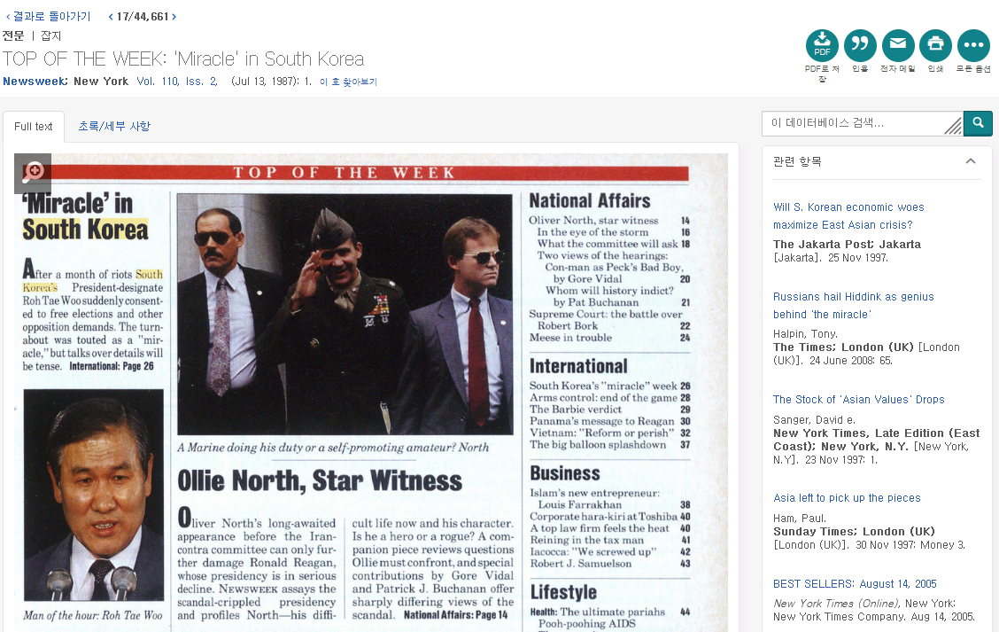 결과로 돌아가기
17/44,661
전문 | 잡지
TOP OF THE WEEK: 'Miracle' in South Korea
Newsweek; New York Vol. 110, Iss. 2, (Jul 13, 1987): 1. 이 호 찾아보기
PDF
PDF로 저장
인용
전자 메일
인쇄
모든 옵션
Full text
초록/세부 사항
TOP OF THE WEEK
'Miracle' in
South Korea
After a month of riots South
Korea's President-designate
Roh Tae Woo suddenly consent-
ed to free elections and other
opposition demands. The turn-
about was touted as a "mir-
acle," but talks over details will
be tense. International: Page 26
Man of the hour: Roh Tae Woo
A Marine doing his duty or a self-promoting amateur? North
Ollie North, Star Witness
Oliver North's long-awaited
appearance before the Iran-
contra committee can only fur-
ther damage Ronald Reagan,
whose presidency is in serious
decline. NEWSWEEK assays the
scandal-crippled presidency
and profiles North—his diffi-
cult life now and his character.
Is he a hero or a rogue? A com-
panion piece reviews questions
Ollie must confront, and special
contributions by Gore Vidal
and Patrick J. Buchanan offer
sharply differing views of the
scandal. National Affairs: Page 14
National Affairs
Oliver North, star witness 14
In the eye of the storm 16
What the committee will ask 18
Two views of the hearings:
Con-man as Peck's Bad Boy,
by Gore Vidal 20
Whom will history indict?
by Pat Buchanan 21
Supreme Court: the battle over
Robert Bork 22
Meese in trouble 24
International
South Korea's "miracle" week 26
Arms control: end of the game 28
The Barbie verdict 29
Panama's message to Reagan 30
Vietnam: "Reform or perish" 32
The big balloon splashdown 37
Business
Islam's new entrepreneur:
Louis Farrakhan 38
Corporate hara-kiri at Toshiba 40
A top law firm feels the heat 40
Reining in the tax man 41
Iacocca: "We screwed up" 42
Robert J. Samuelson 43
Lifestyle
Health: The ultimate pariahs 44
Pooh-poohing AIDS
이 데이터베이스 검색...
관련 항목
Will S. Korean economic woes
maximize East Asian crisis?
The Jakarta Post; Jakarta
[Jakarta]. 25 Nov 1997.
Russians hail Hiddink as genius
behind 'the miracle'
Halpin, Tony.
The Times; London (UK) [London
(UK)]. 24 June 2008: 65.
The Stock of 'Asian Values' Drops
Sanger, David e.
New York Times, Late Edition (East
Coast); New York, N.Y. [New York,
N.Y]. 23 Nov 1997: 1.
Asia left to pick up the pieces
Ham, Paul.
Sunday Times; London (UK)
[London (UK)]. 30 Nov 1997: Money 3.
BEST SELLERS: August 14, 2005
New York Times (Online), New York:
New York Times Company. Aug 14, 2005.